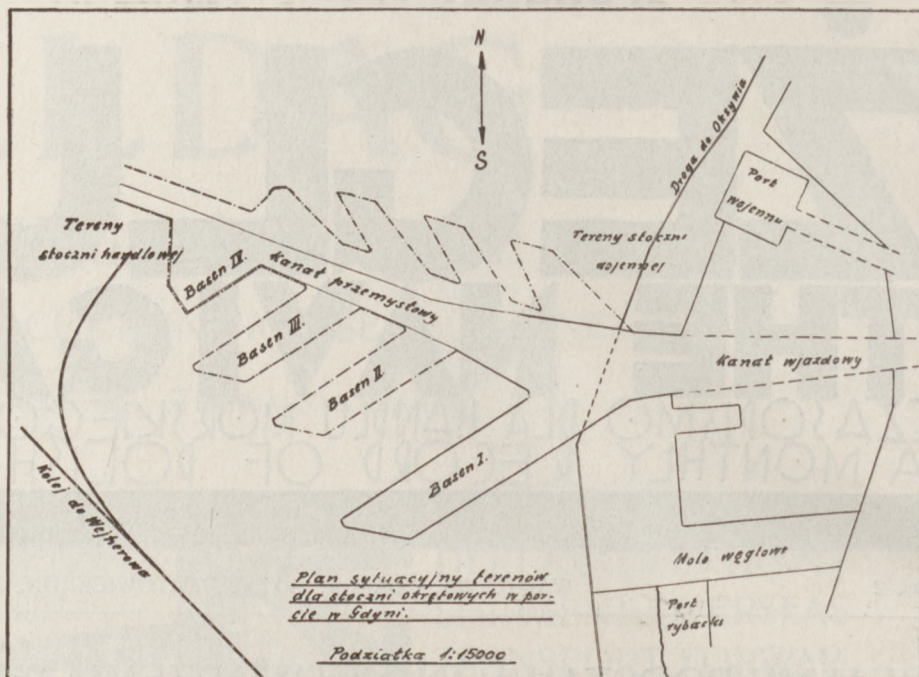 N
S
Droga do Oksywia
Port
wojenny
Tereny
stoczni handlowej
Tereny stoczni
wojennej
Basen IV.
Kanał przemysłowy
Basen III.
Basen II.
Basen I.
Kanał wjazdowy
Kolej do Wejherowa
Molo węglowe
Port
rybacki
Plan sytuacyjny terenów
dla stoczni okrętowych w por-
cie w Gdyni.
Podziałka 1:15000